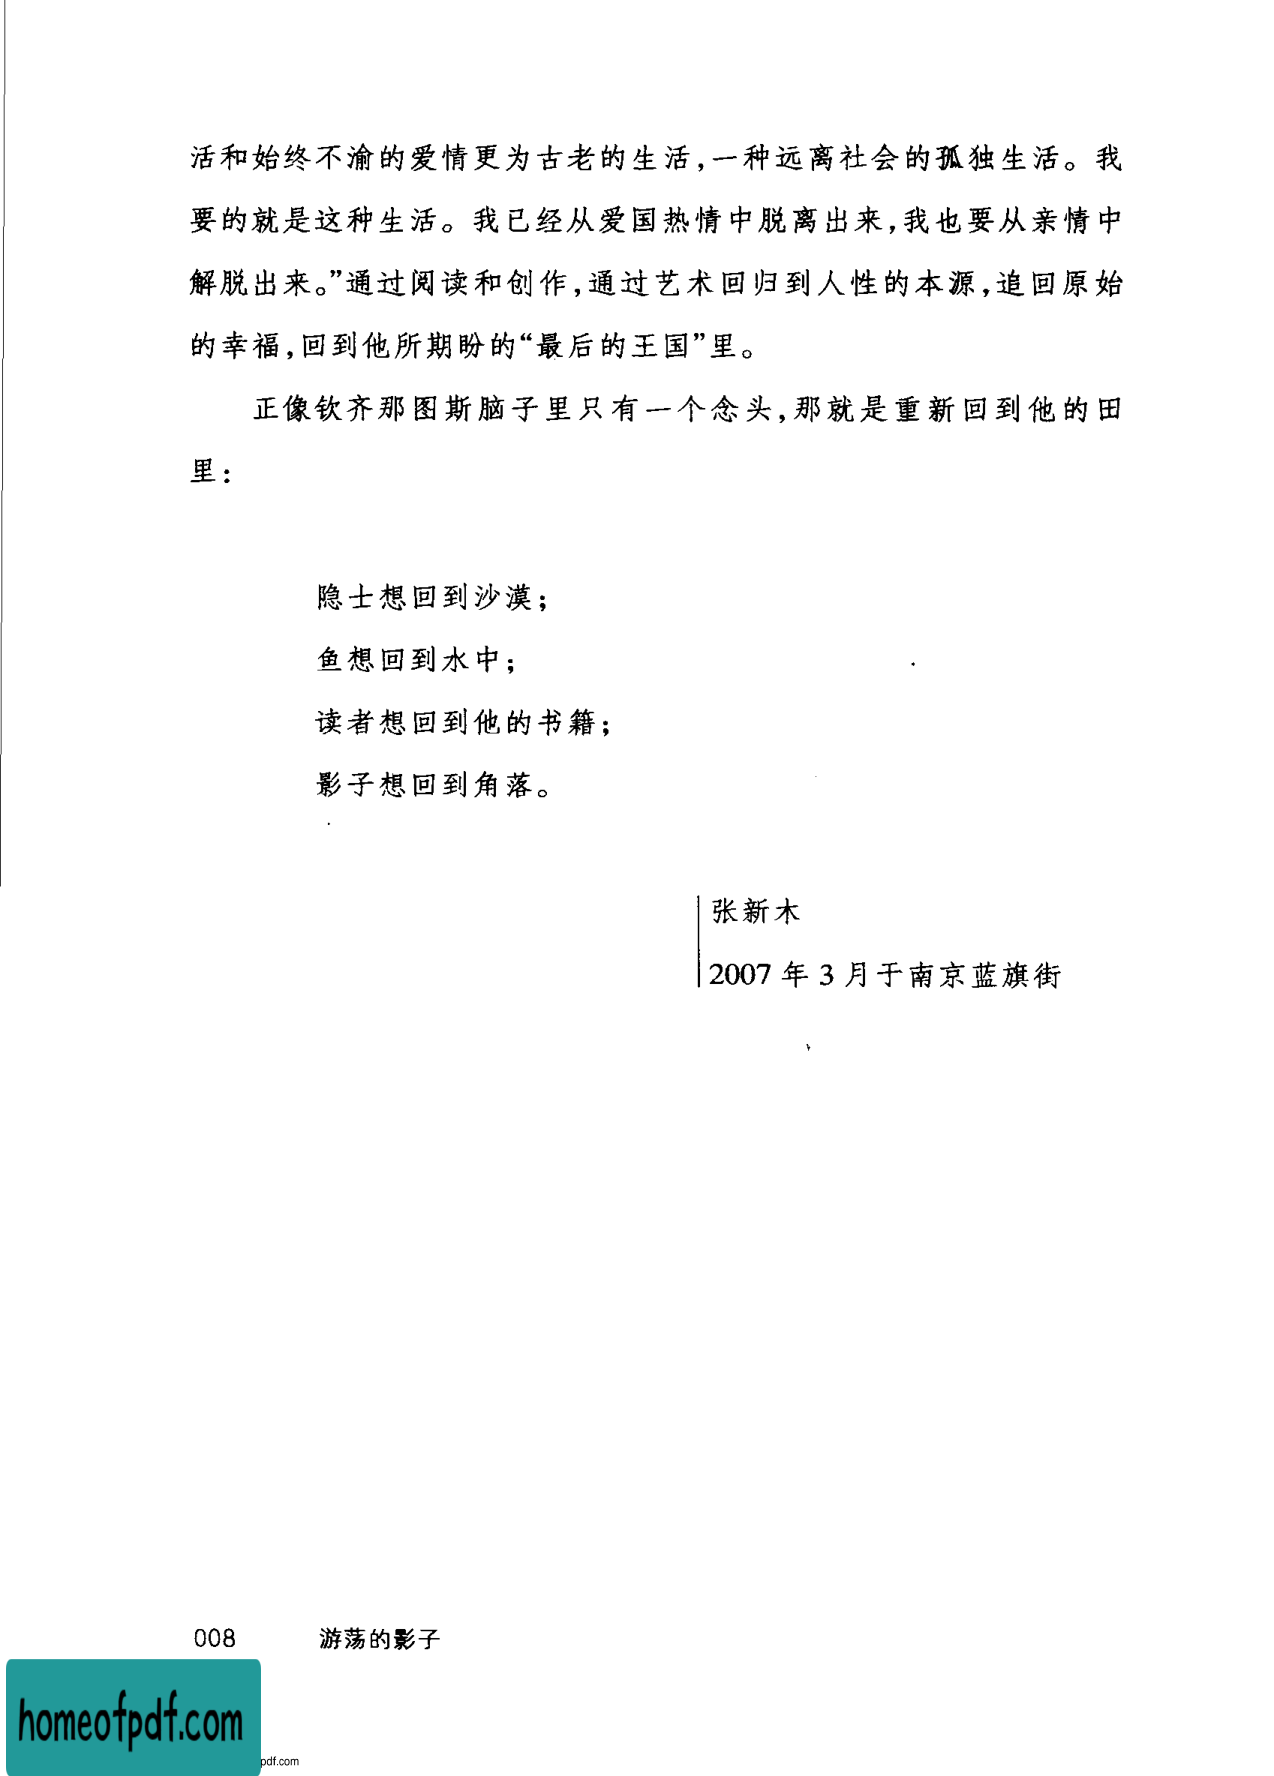 活和始终不渝的爱情更为古老的生活,一种远离社会的孤独生活。我
要的就是这种生活。我已经从爱国热情中脱离出来,我也要从亲情中
解脱出来。”通过阅读和创作,通过艺术回归到人性的本源,追回原始
的幸福,回到他所期盼的“最后的王国”里。
正像钦齐那图斯脑子里只有一个念头,那就是重新回到他的田
里:
隐士想回到沙漠;
鱼想回到水中;
读者想回到他的书籍;
影子想回到角落。
张新木
2007 年 3 月于南京蓝旗街
008 游荡的影子
homeofpdf.com
pdf.com